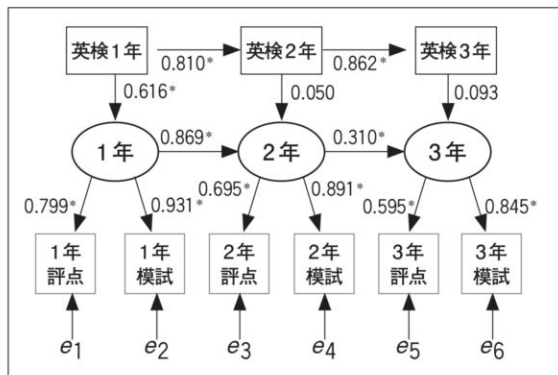 英検1年 英検2年 英検3年
0.810* 0.862*
0.616* 0.050 0.093
1年 2年 3年
0.869* 0.310*
0.799* 0.931* 0.695* 0.891* 0.595* 0.845*
1年 1年 2年 2年 3年 3年
評点 模試 評点 模試 評点 模試
e1 e2 e3 e4 e5 e6